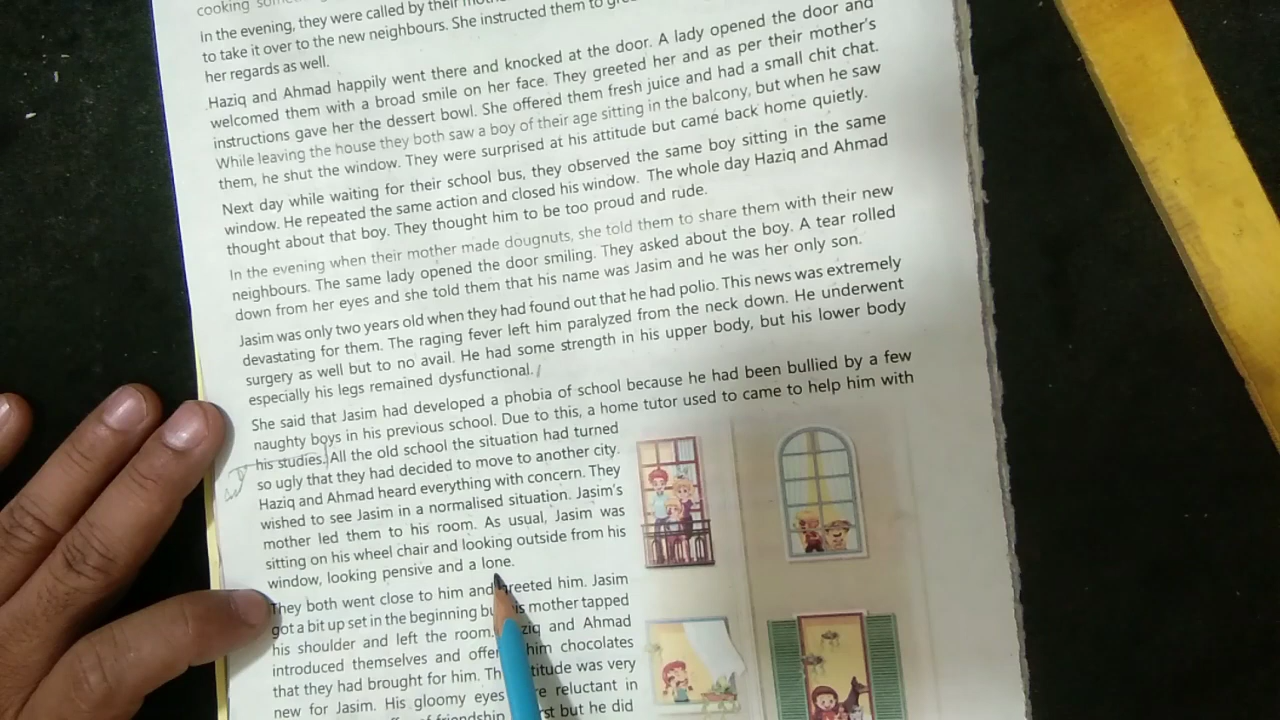 cooking
In the evening, they were called by their
to take it over to the new neighbours. She instructed them to
her regards as well.
Haziq and Ahmad happily went there and knocked at the door. A lady opened the door and
welcomed them with a broad smile on her face. They greeted her and as per their mother's
instructions gave her the dessert bowl. She offered them fresh juice and had a small chit chat.
While leaving the house they both saw a boy of their age sitting in the balcony, but when he saw
them, he shut the window. They were surprised at his attitude but came back home quietly.
Next day while waiting for their school bus, they observed the same boy sitting in the same
window. He repeated the same action and closed his window. The whole day Haziq and Ahmad
thought about that boy. They thought him to be too proud and rude.
In the evening when their mother made dougnuts, she told them to share them with their new
neighbours. The same lady opened the door smiling. They asked about the boy. A tear rolled
down from her eyes and she told them that his name was Jasim and he was her only son.
Jasim was only two years old when they had found out that he had polio. This news was extremely
devastating for them. The raging fever left him paralyzed from the neck down. He underwent
surgery as well but to no avail. He had some strength in his upper body, but his lower body
especially his legs remained dysfunctional.
She said that Jasim had developed a phobia of school because he had been bullied by a few
naughty boys in his previous school. Due to this, a home tutor used to came to help him with
his studies. All the old school the situation had turned
so ugly that they had decided to move to another city.
Haziq and Ahmad heard everything with concern. They
wished to see Jasim in a normalised situation. Jasim's
mother led them to his room. As usual, Jasim was
sitting on his wheel chair and looking outside from his
window, looking pensive and a lone.
They both went close to him and greeted him. Jasim
got a bit up set in the beginning mother tapped
his shoulder and left the room. and Ahmad
introduced themselves and him chocolates
that they had brought for him. was very
new for Jasim. His gloomy eyes reluctant in
friendship but he did